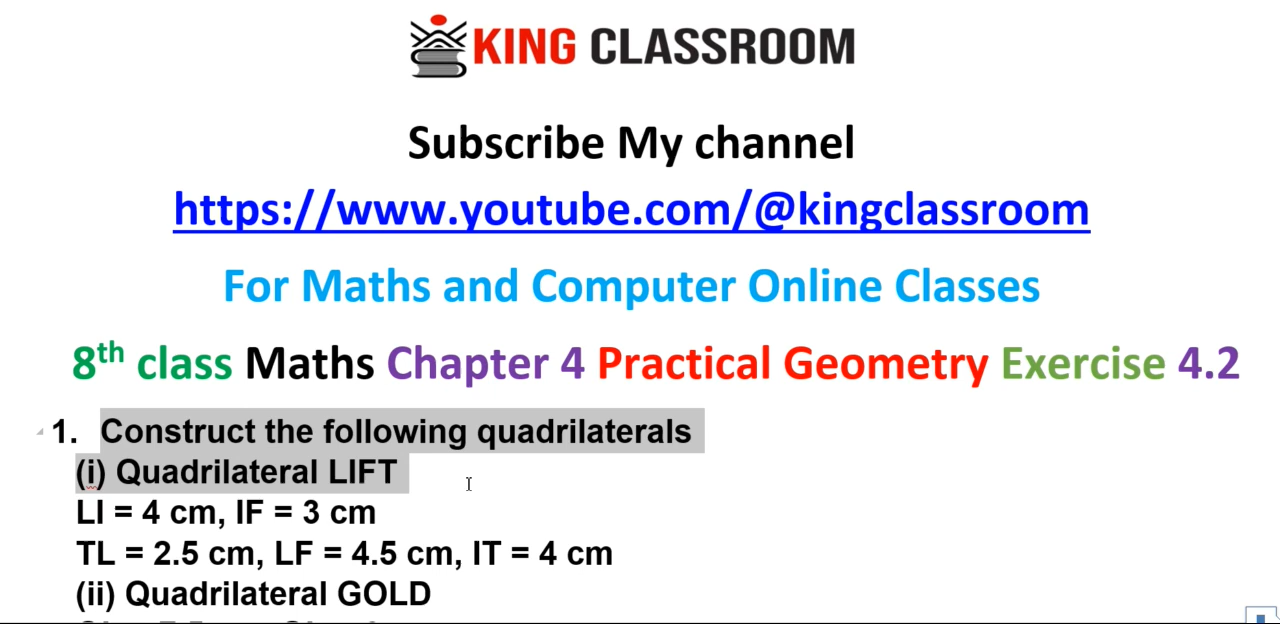 KING CLASSROOM
Subscribe My channel
https://www.youtube.com/@kingclassroom
For Maths and Computer Online Classes
8th class Maths Chapter 4 Practical Geometry Exercise 4.2
1. Construct the following quadrilaterals
(i) Quadrilateral LIFT
LI = 4 cm, IF = 3 cm
TL = 2.5 cm, LF = 4.5 cm, IT = 4 cm
(ii) Quadrilateral GOLD